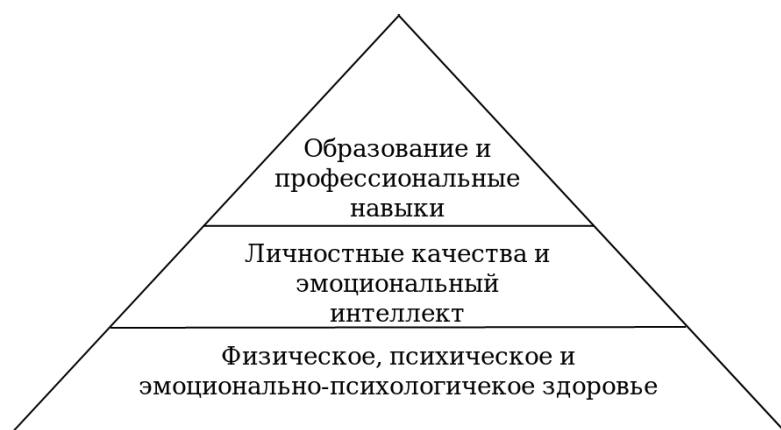 Образование и
профессиональные
навыки
Личностные качества и
эмоциональный
интеллект
Физическое, психическое и
эмоционально-психологичекое здоровье